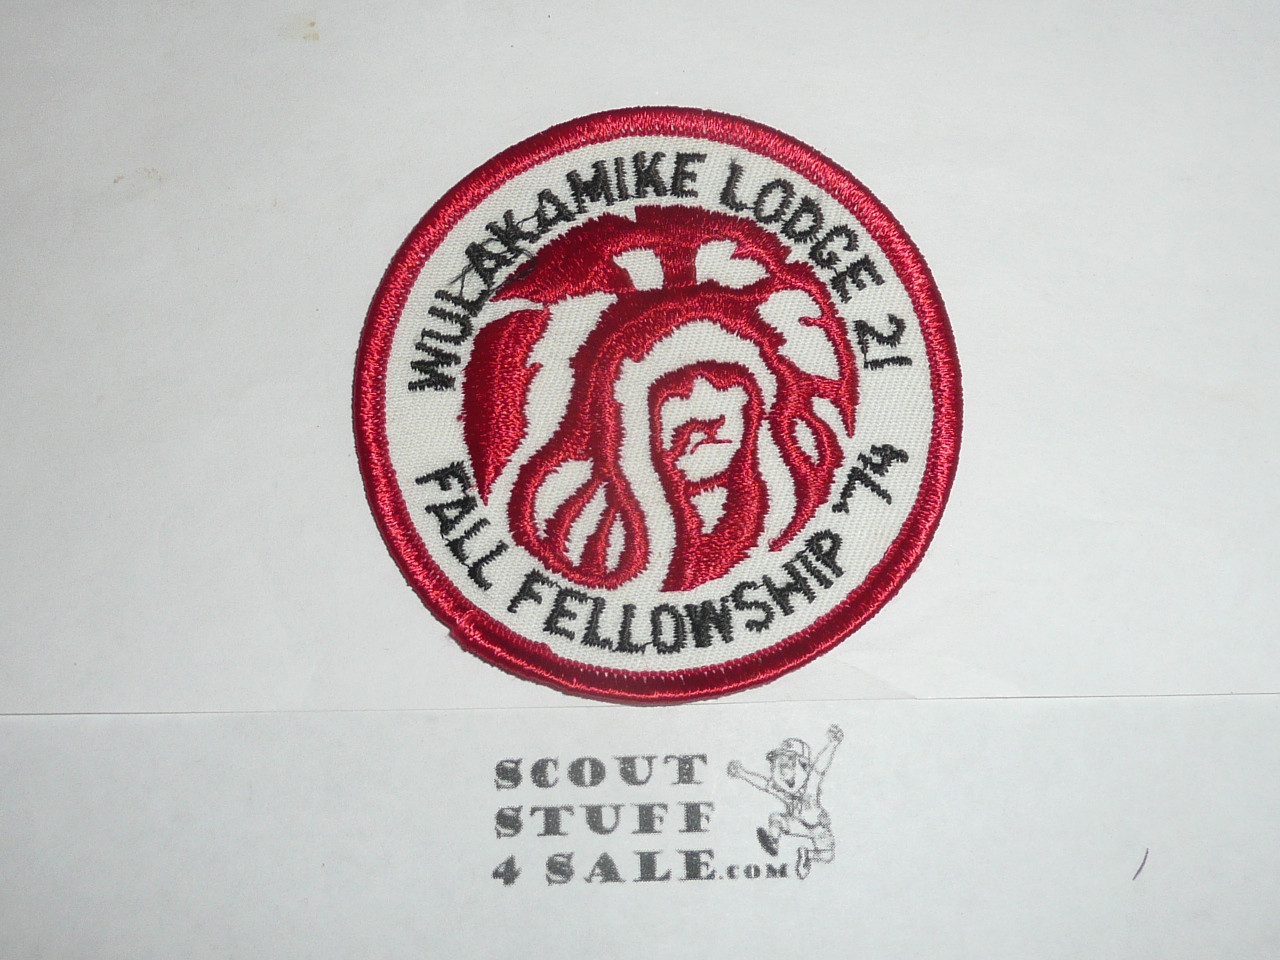 WULAKAMIKE LODGE 21
FALL FELLOWSHIP '74
SCOUT
STUFF
4 SALE.COM